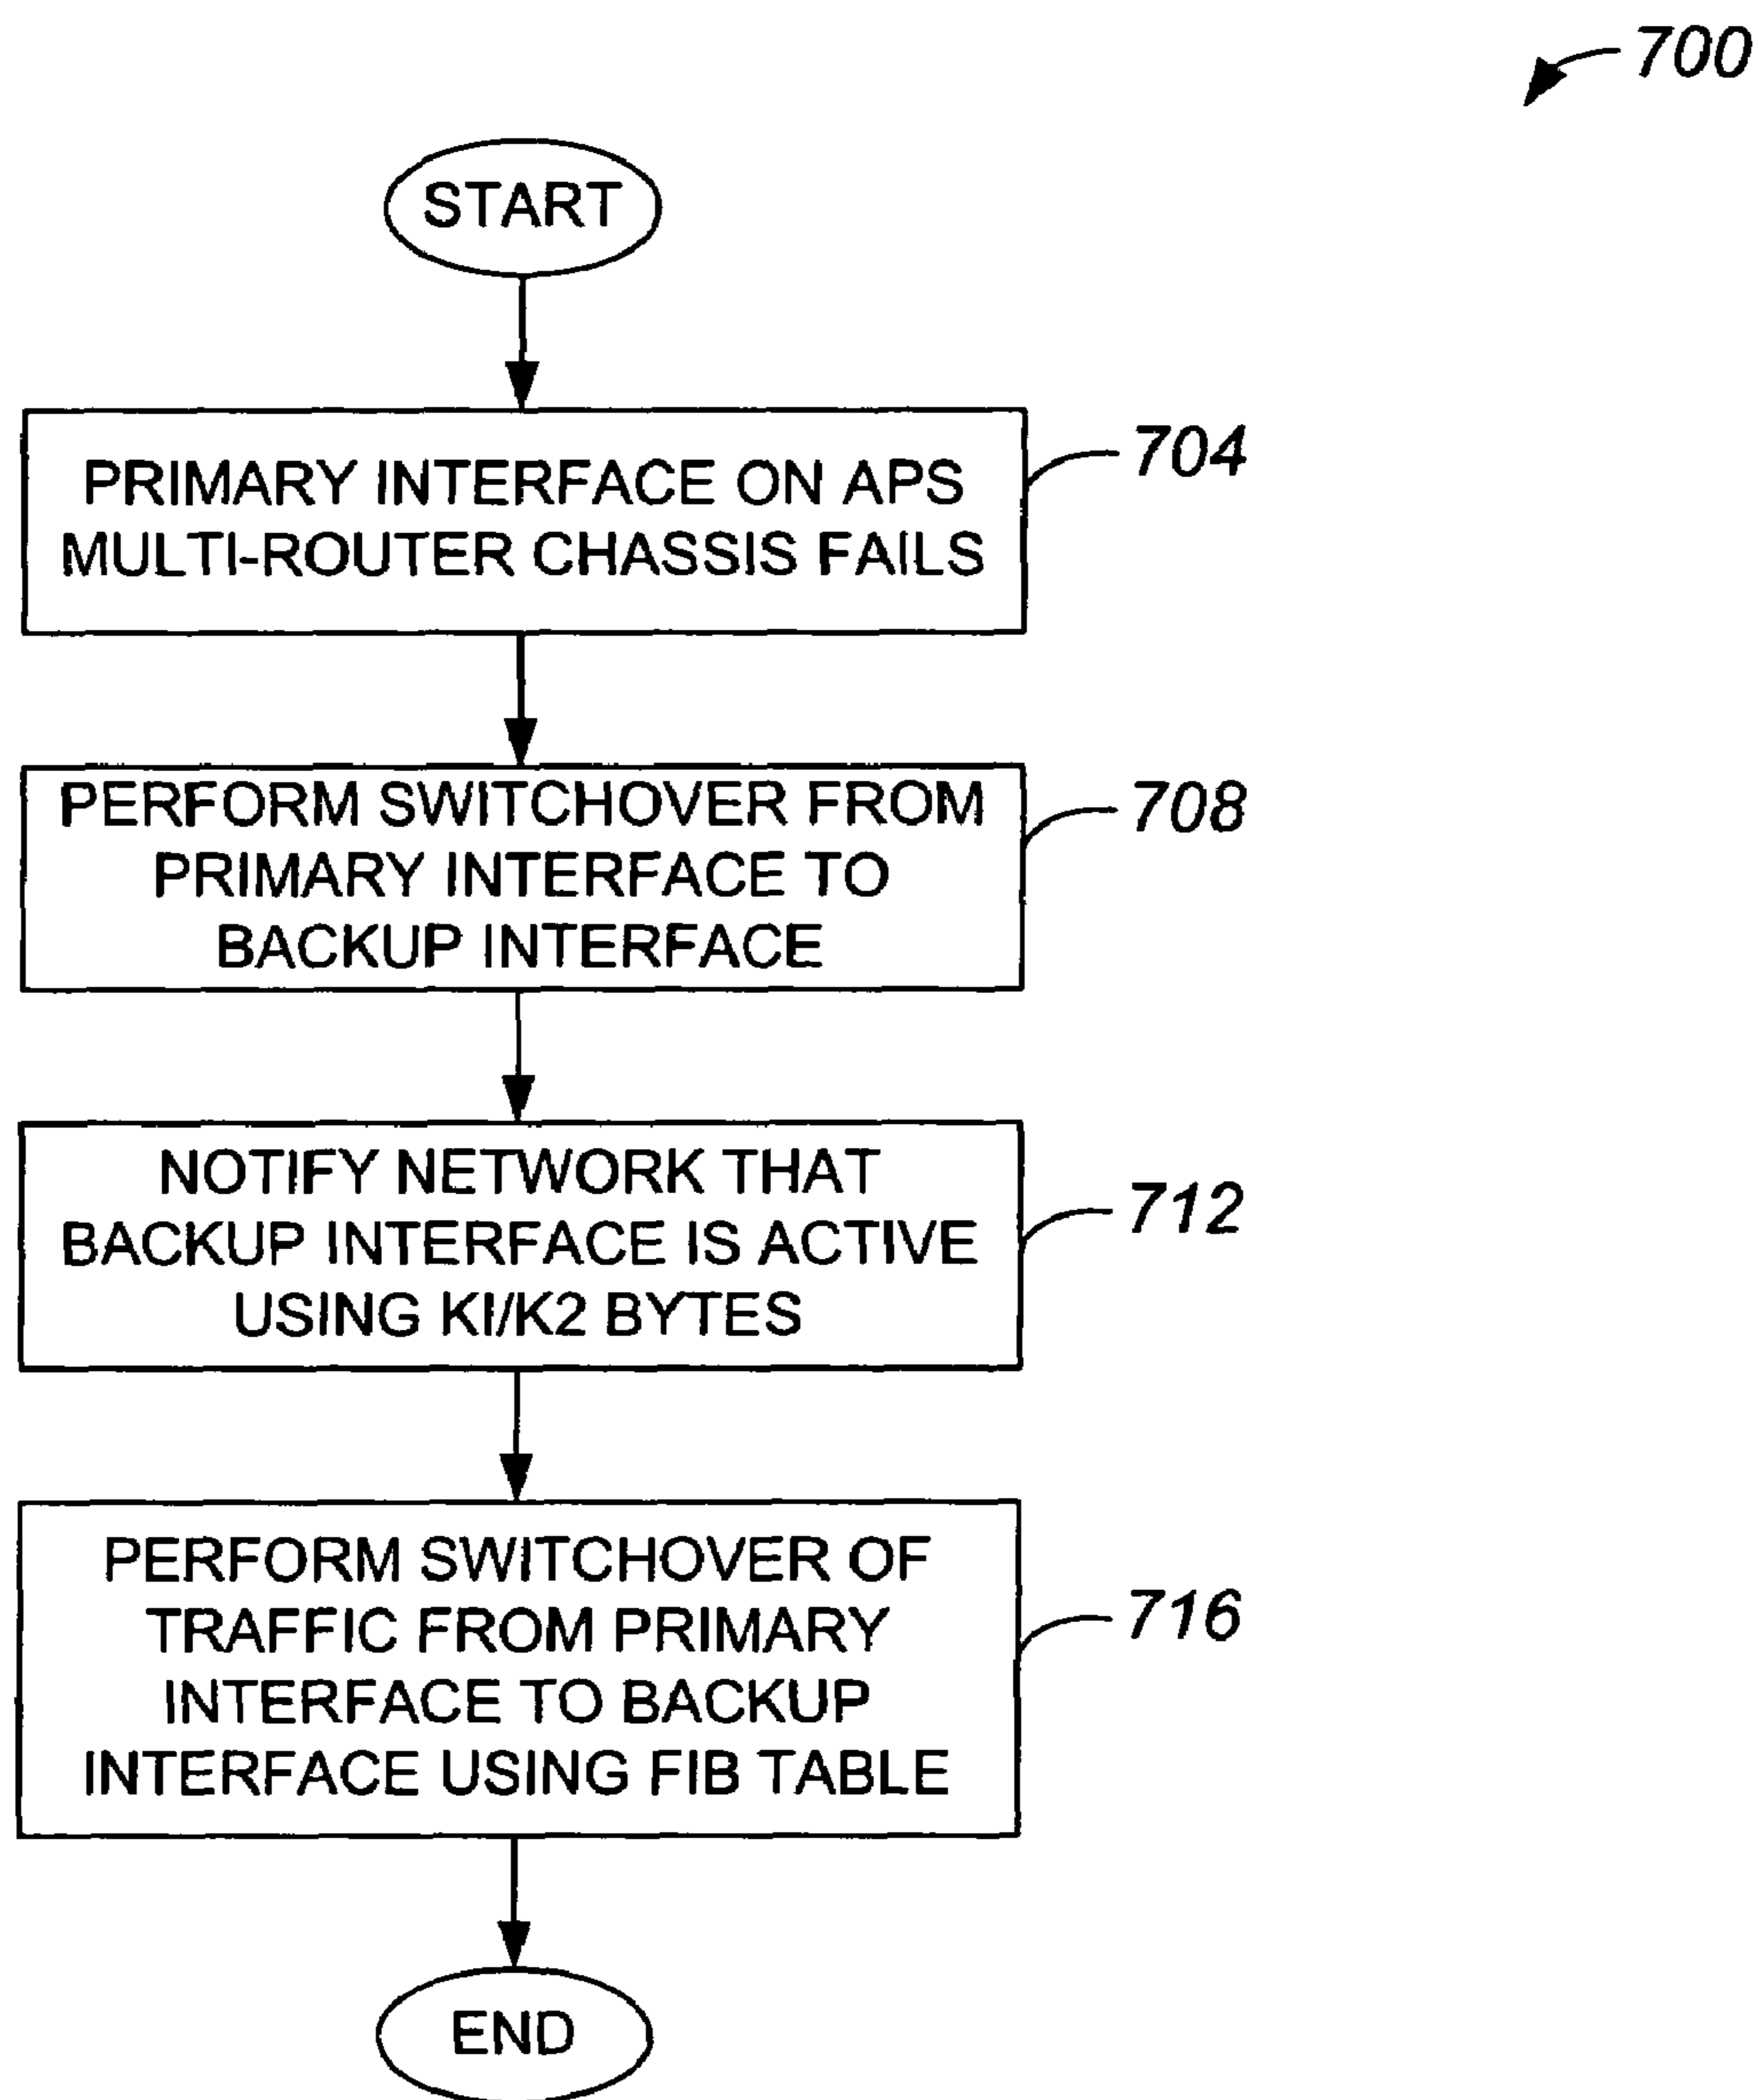 700
START
PRIMARY INTERFACE ON APS
MULTI-ROUTER CHASSIS FAILS
704
PERFORM SWITCHOVER FROM
PRIMARY INTERFACE TO
BACKUP INTERFACE
708
NOTIFY NETWORK THAT
BACKUP INTERFACE IS ACTIVE
USING KI/K2 BYTES
712
PERFORM SWITCHOVER OF
TRAFFIC FROM PRIMARY
INTERFACE TO BACKUP
INTERFACE USING FIB TABLE
716
END